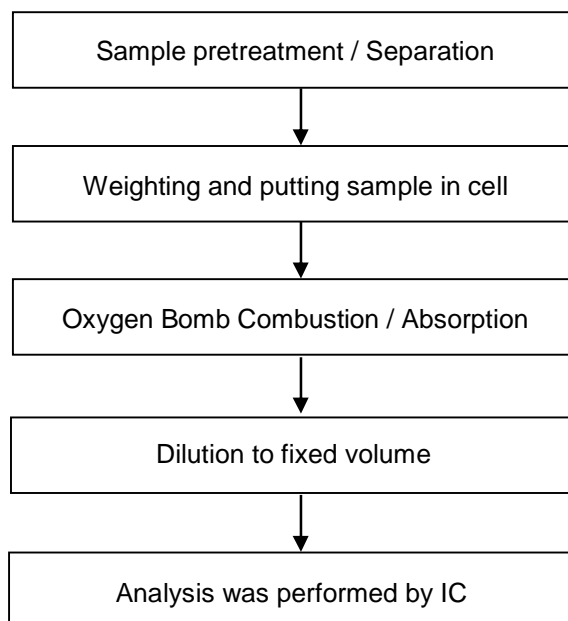 Sample pretreatment / Separation
Weighting and putting sample in cell
Oxygen Bomb Combustion / Absorption
Dilution to fixed volume
Analysis was performed by IC